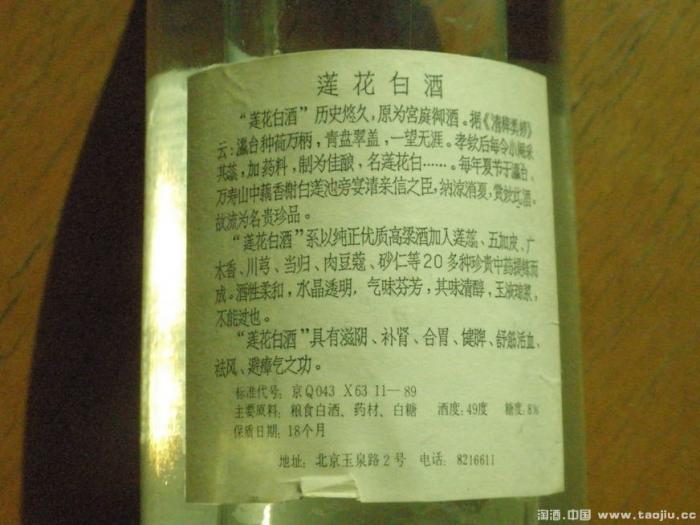 莲花白酒
“莲花白酒”历史悠久,原为宫庭御酒。据《清稗类钞》
云:瀛台种荷万柄,青盘翠盖,一望无涯。孝钦后每令小阉采
其蕊,加药料,制为佳酿,名莲花白……。每年夏节于瀛台、
万寿山中藕香榭白莲池旁宴请亲信之臣,纳凉消夏,赏饮此酒。
故流为名贵珍品。
“莲花白酒”系以纯正优质高粱酒加入莲蕊、五加皮、广
木香、川芎、当归、肉豆蔻、砂仁等20多种珍贵中药提炼而
成。酒性柔和,水晶透明,气味芬芳,其味清醇,玉液琼浆,
不能过也。
“莲花白酒”具有滋阴、补肾、合胃、健脾、舒筋活血、
祛风、避瘴气之功。
标准代号:京Q043 X63 11—89
主要原料:粮食白酒、药材、白糖 酒度:49度 糖度:8%
保质日期:18个月
地址:北京玉泉路2号 电话:8216611
淘酒.中国 www.taojiu.cc